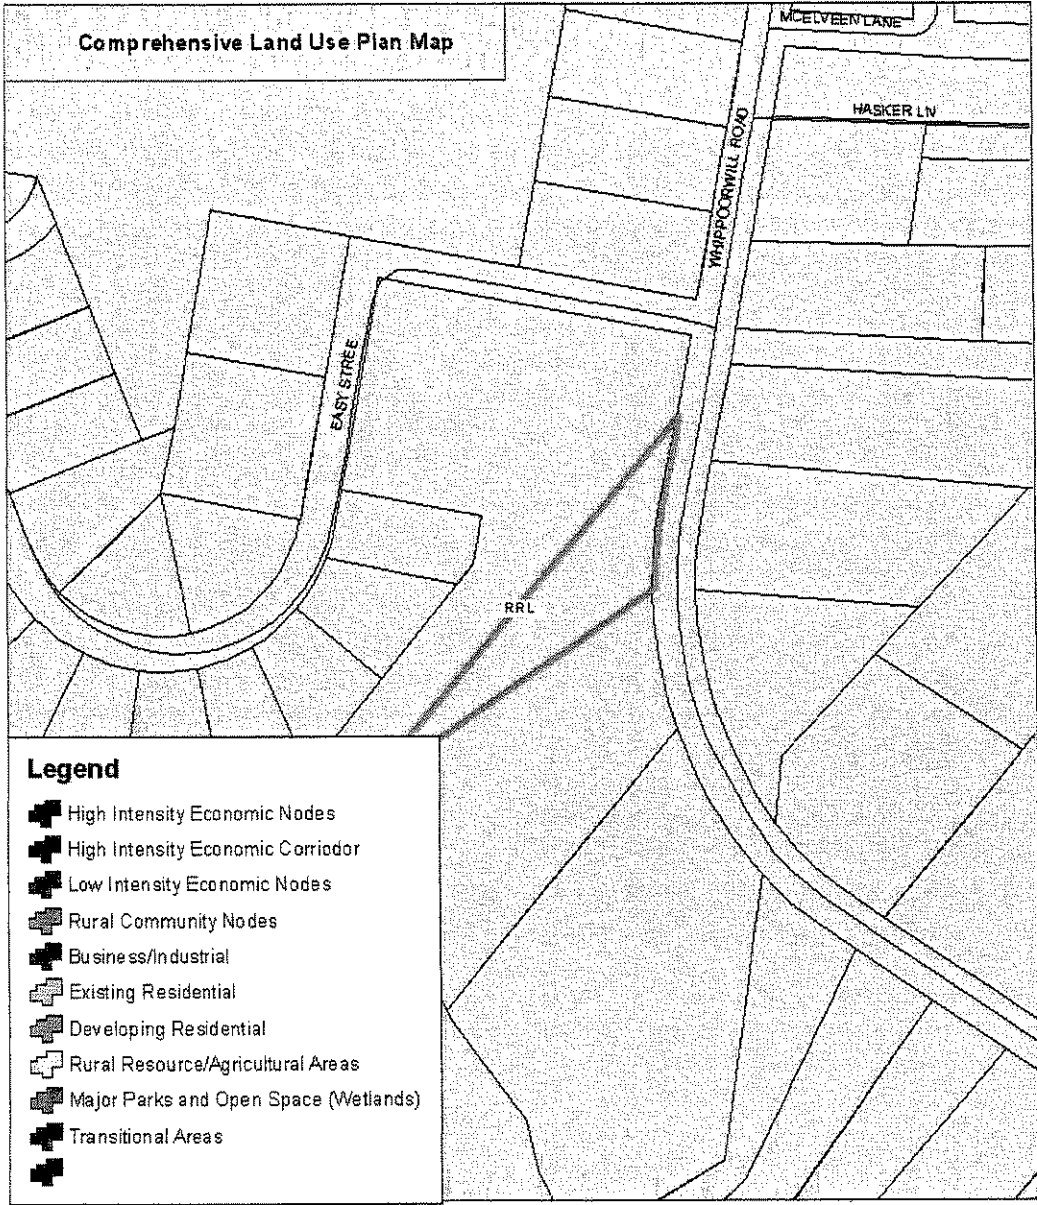 Comprehensive Land Use Plan Map
MCELVEEN LANE
HASKER LN
WHIPPOORWILL ROAD
EASY STREE
RRL
Legend
High Intensity Economic Nodes
High Intensity Economic Corriodor
Low Intensity Economic Nodes
Rural Community Nodes
Business/Industrial
Existing Residential
Developing Residential
Rural Resource/Agricultural Areas
Major Parks and Open Space (Wetlands)
Transitional Areas